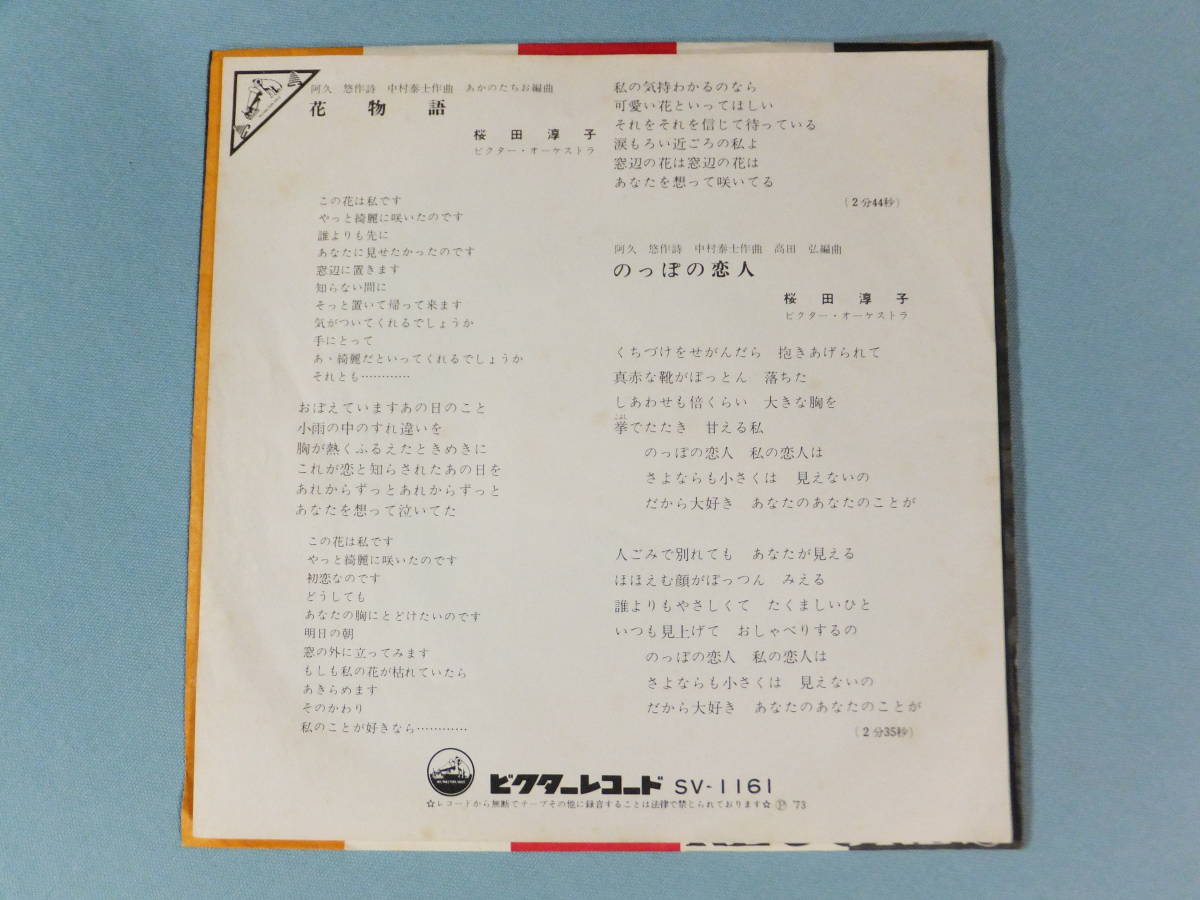 阿久 悠作詩 中村泰士作曲 あかのたちお編曲
花物語
桜田淳子
ビクター・オーケストラ
この花は私です
やっと綺麗に咲いたのです
誰よりも先に
あなたに見せたかったのです
窓辺に置きます
知らない間に
そっと置いて帰って来ます
気がついてくれるでしょうか
手にとって
あ・綺麗だといってくれるでしょうか
それとも…………
おぼえていますあの日のこと
小雨の中のすれ違いを
胸が熱くふるえたときめきに
これが恋と知らされたあの日を
あれからずっとあれからずっと
あなたを想って泣いてた
この花は私です
やっと綺麗に咲いたのです
初恋なのです
どうしても
あなたの胸にとどけたいのです
明日の朝
窓の外に立ってみます
もしも私の花が枯れていたら
あきらめます
そのかわり
私のことが好きなら…………
私の気持わかるのなら
可愛い花といってほしい
それをそれを信じて待っている
涙もろい近ごろの私よ
窓辺の花は窓辺の花は
あなたを想って咲いてる
(2分44秒)
阿久 悠作詩 中村泰士作曲 高田 弘編曲
のっぽの恋人
桜田淳子
ビクター・オーケストラ
くちづけをせがんだら 抱きあげられて
真赤な靴がぽっとん 落ちた
しあわせも倍くらい 大きな胸を
挙でたたき 甘える私
のっぽの恋人 私の恋人は
さよならも小さくは 見えないの
だから大好き あなたのあなたのことが
人ごみで別れても あなたが見える
ほほえむ顔がぽっつん みえる
誰よりもやさしくて たくましいひと
いつも見上げて おしゃべりするの
のっぽの恋人 私の恋人は
さよならも小さくは 見えないの
だから大好き あなたのあなたのことが
(2分35秒)
ビクターレコード SV-1161
☆レコードから無断でテープその他に録音することは法律で禁じられております☆ Ⓟ '73